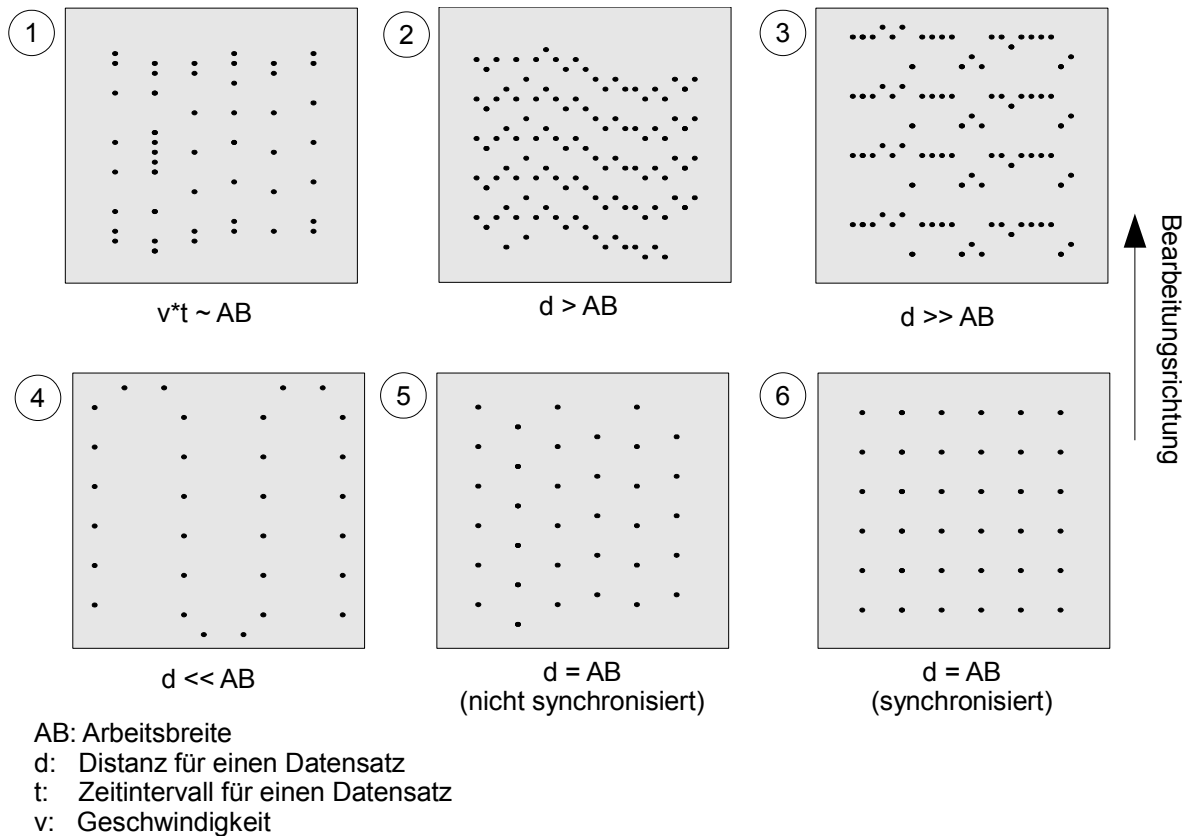 1
2
3
v*t ~ AB
d > AB
d >> AB
Bearbeitungsrichtung
4
5
6
d << AB
d = AB
(nicht synchronisiert)
d = AB
(synchronisiert)
AB: Arbeitsbreite
d: Distanz für einen Datensatz
t: Zeitintervall für einen Datensatz
v: Geschwindigkeit